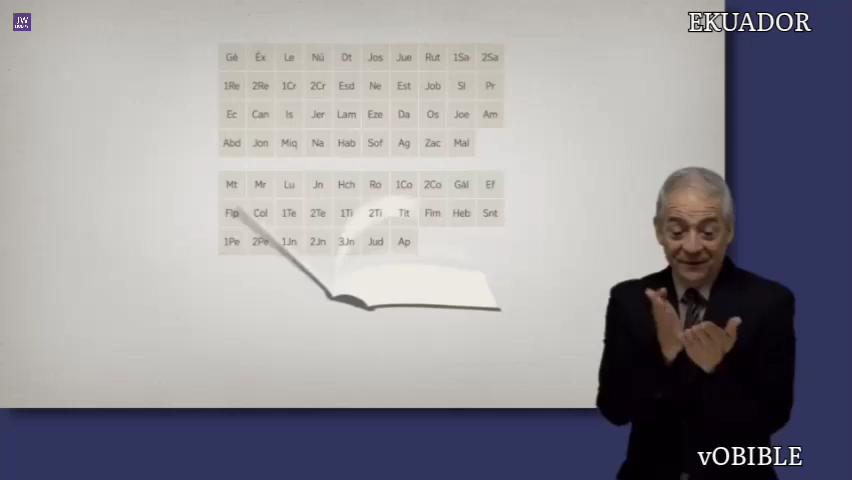 JW
EKUADOR
Gé Éx Le Nú Dt Jos Jue Rut 1Sa 2Sa
1Re 2Re 1Cr 2Cr Esd Ne Est Job Sl Pr
Ec Can Is Jer Lam Eze Da Os Joe Am
Abd Jon Miq Na Hab Sof Ag Zac Mal
Mt Mr Lu Jn Hch Ro 1Co 2Co Gál Ef
Flp Col 1Te 2Te 1Ti 2Ti Tit Flm Heb Snt
1Pe 2Pe 1Jn 2Jn 3Jn Jud Ap
vOBIBLE